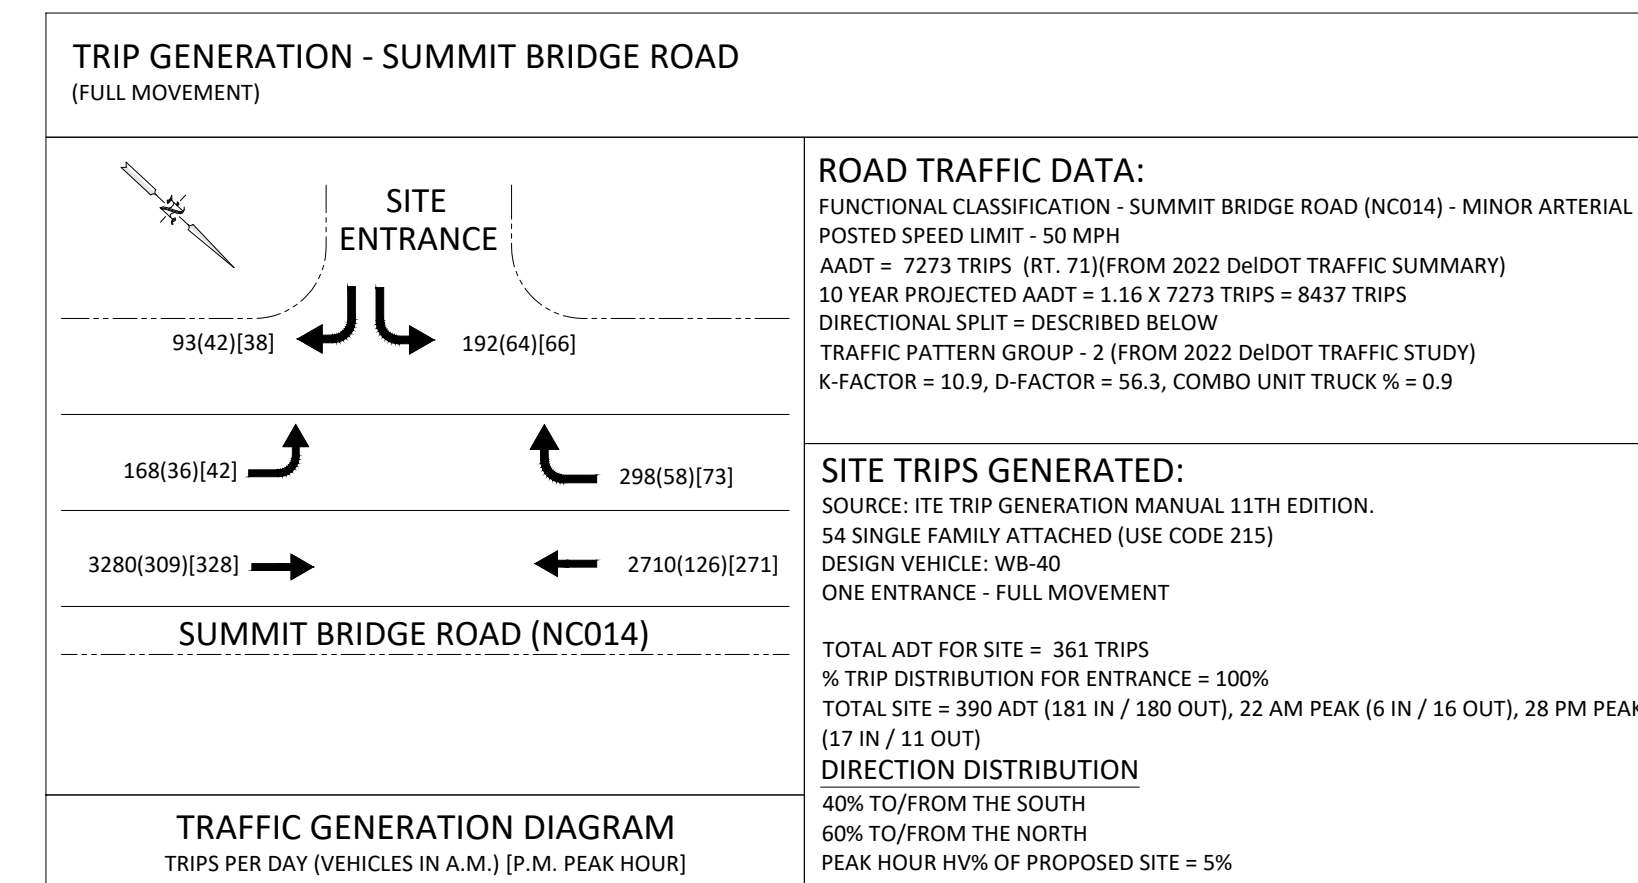 TRIP GENERATION - SUMMIT BRIDGE ROAD
(FULL MOVEMENT)
SITE
ENTRANCE
93(42)[38]
192(64)[66]
168(36)[42]
298(58)[73]
3280(309)[328]
2710(126)[271]
SUMMIT BRIDGE ROAD (NC014)
TRAFFIC GENERATION DIAGRAM
TRIPS PER DAY (VEHICLES IN A.M.) [P.M. PEAK HOUR]
ROAD TRAFFIC DATA:
FUNCTIONAL CLASSIFICATION - SUMMIT BRIDGE ROAD (NC014) - MINOR ARTERIAL
POSTED SPEED LIMIT - 50 MPH
AADT = 7273 TRIPS (RT. 71)(FROM 2022 DelDOT TRAFFIC SUMMARY)
10 YEAR PROJECTED AADT = 1.16 X 7273 TRIPS = 8437 TRIPS
DIRECTIONAL SPLIT = DESCRIBED BELOW
TRAFFIC PATTERN GROUP - 2 (FROM 2022 DelDOT TRAFFIC STUDY)
K-FACTOR = 10.9, D-FACTOR = 56.3, COMBO UNIT TRUCK % = 0.9
SITE TRIPS GENERATED:
SOURCE: ITE TRIP GENERATION MANUAL 11TH EDITION.
54 SINGLE FAMILY ATTACHED (USE CODE 215)
DESIGN VEHICLE: WB-40
ONE ENTRANCE - FULL MOVEMENT
TOTAL ADT FOR SITE = 361 TRIPS
% TRIP DISTRIBUTION FOR ENTRANCE = 100%
TOTAL SITE = 390 ADT (181 IN / 180 OUT), 22 AM PEAK (6 IN / 16 OUT), 28 PM PEAK
(17 IN / 11 OUT)
DIRECTION DISTRIBUTION
40% TO/FROM THE SOUTH
60% TO/FROM THE NORTH
PEAK HOUR HV% OF PROPOSED SITE = 5%